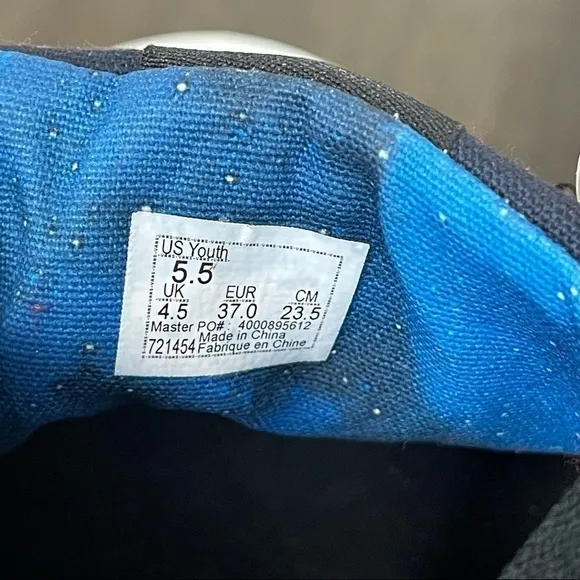 US Youth
5.5
UK EUR CM
4.5 37.0 23.5
Master PO# : 4000895612
Made in China
721454 Fabrique en Chine